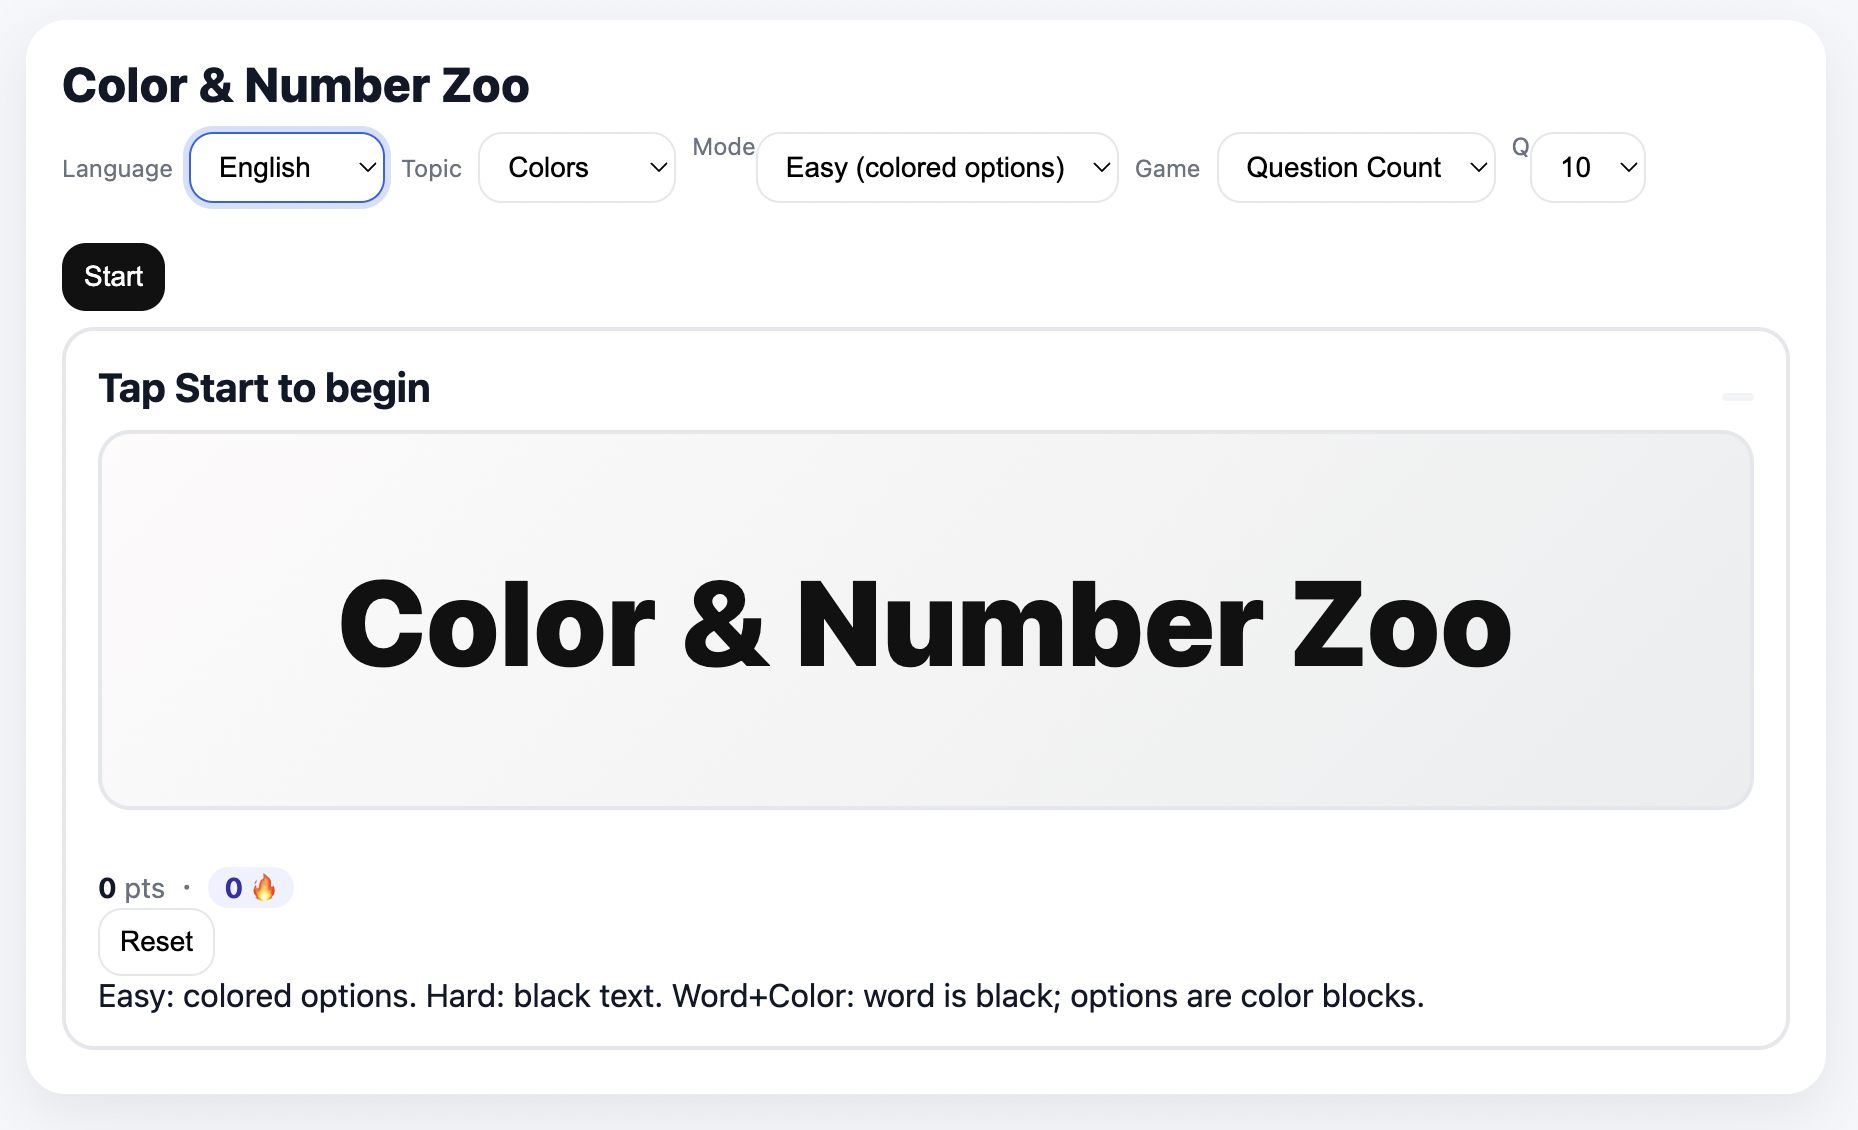 Color & Number Zoo
Language English Topic Colors Mode Easy (colored options) Game Question Count Q 10
Start
Tap Start to begin
Color & Number Zoo
0 pts · 0 🔥
Reset
Easy: colored options. Hard: black text. Word+Color: word is black; options are color blocks.